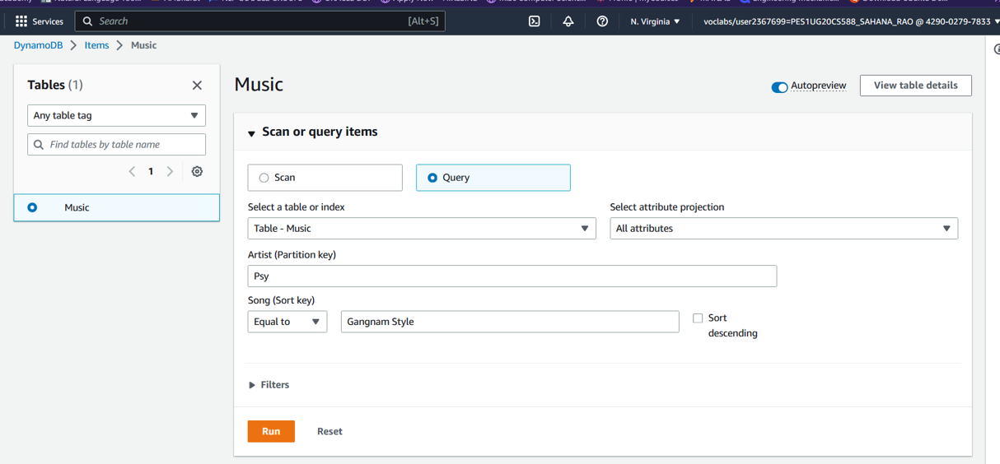 Services
Search
[Alt+S]
N. Virginia
voclabs/user2367699=PES1UG20CS588_SAHANA_RAO @ 4290-0279-7833
DynamoDB
Items
Music
Tables (1)
Any table tag
Find tables by table name
1
Music
Music
Autopreview
View table details
Scan or query items
Scan
Query
Select a table or index
Select attribute projection
Table - Music
All attributes
Artist (Partition key)
Psy
Song (Sort key)
Equal to
Gangnam Style
Sort
descending
Filters
Run
Reset